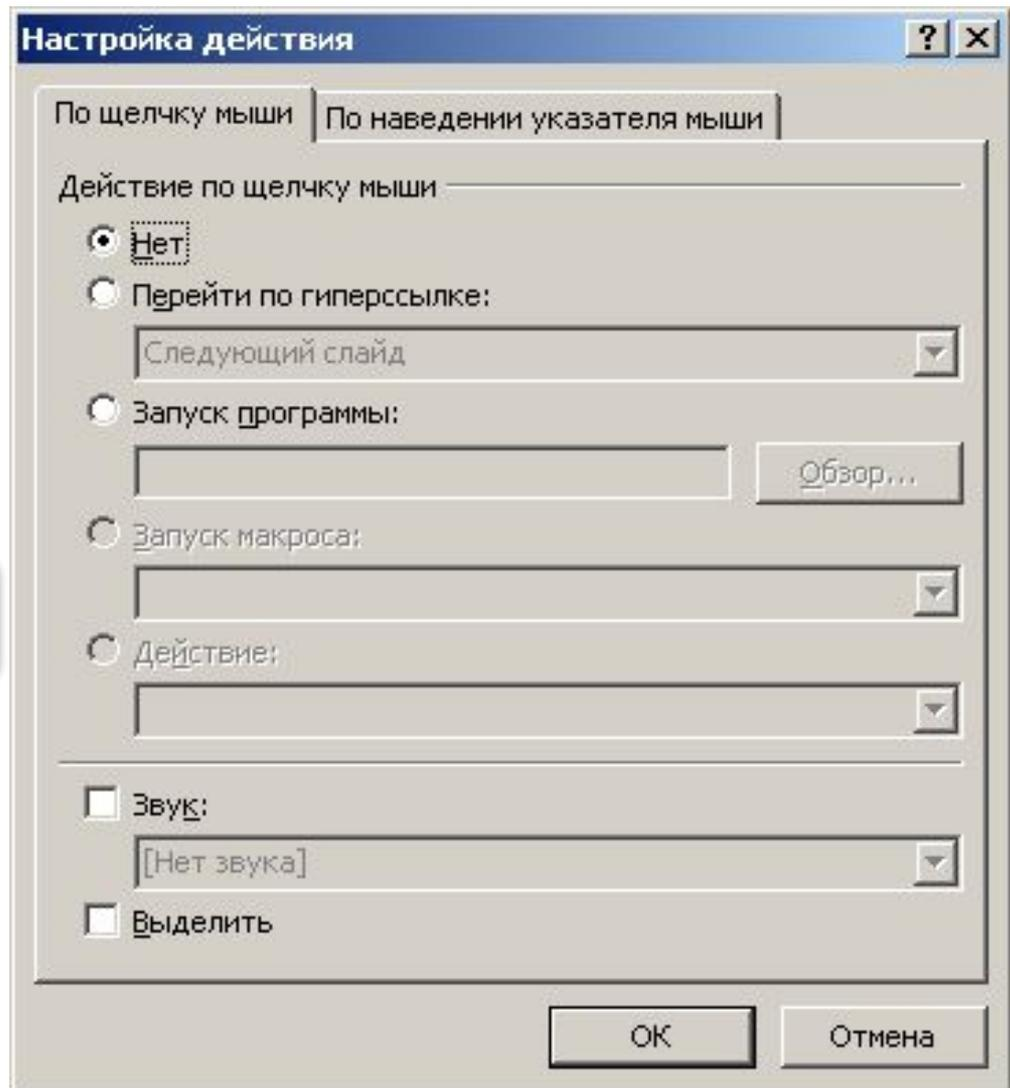 Настройка действия
По щелчку мыши
По наведении указателя мыши
Действие по щелчку мыши
Нет
Перейти по гиперссылке:
Следующий слайд
Запуск программы:
Обзор...
Запуск макроса:
Действие:
Звук:
[Нет звука]
Выделить
ОК
Отмена